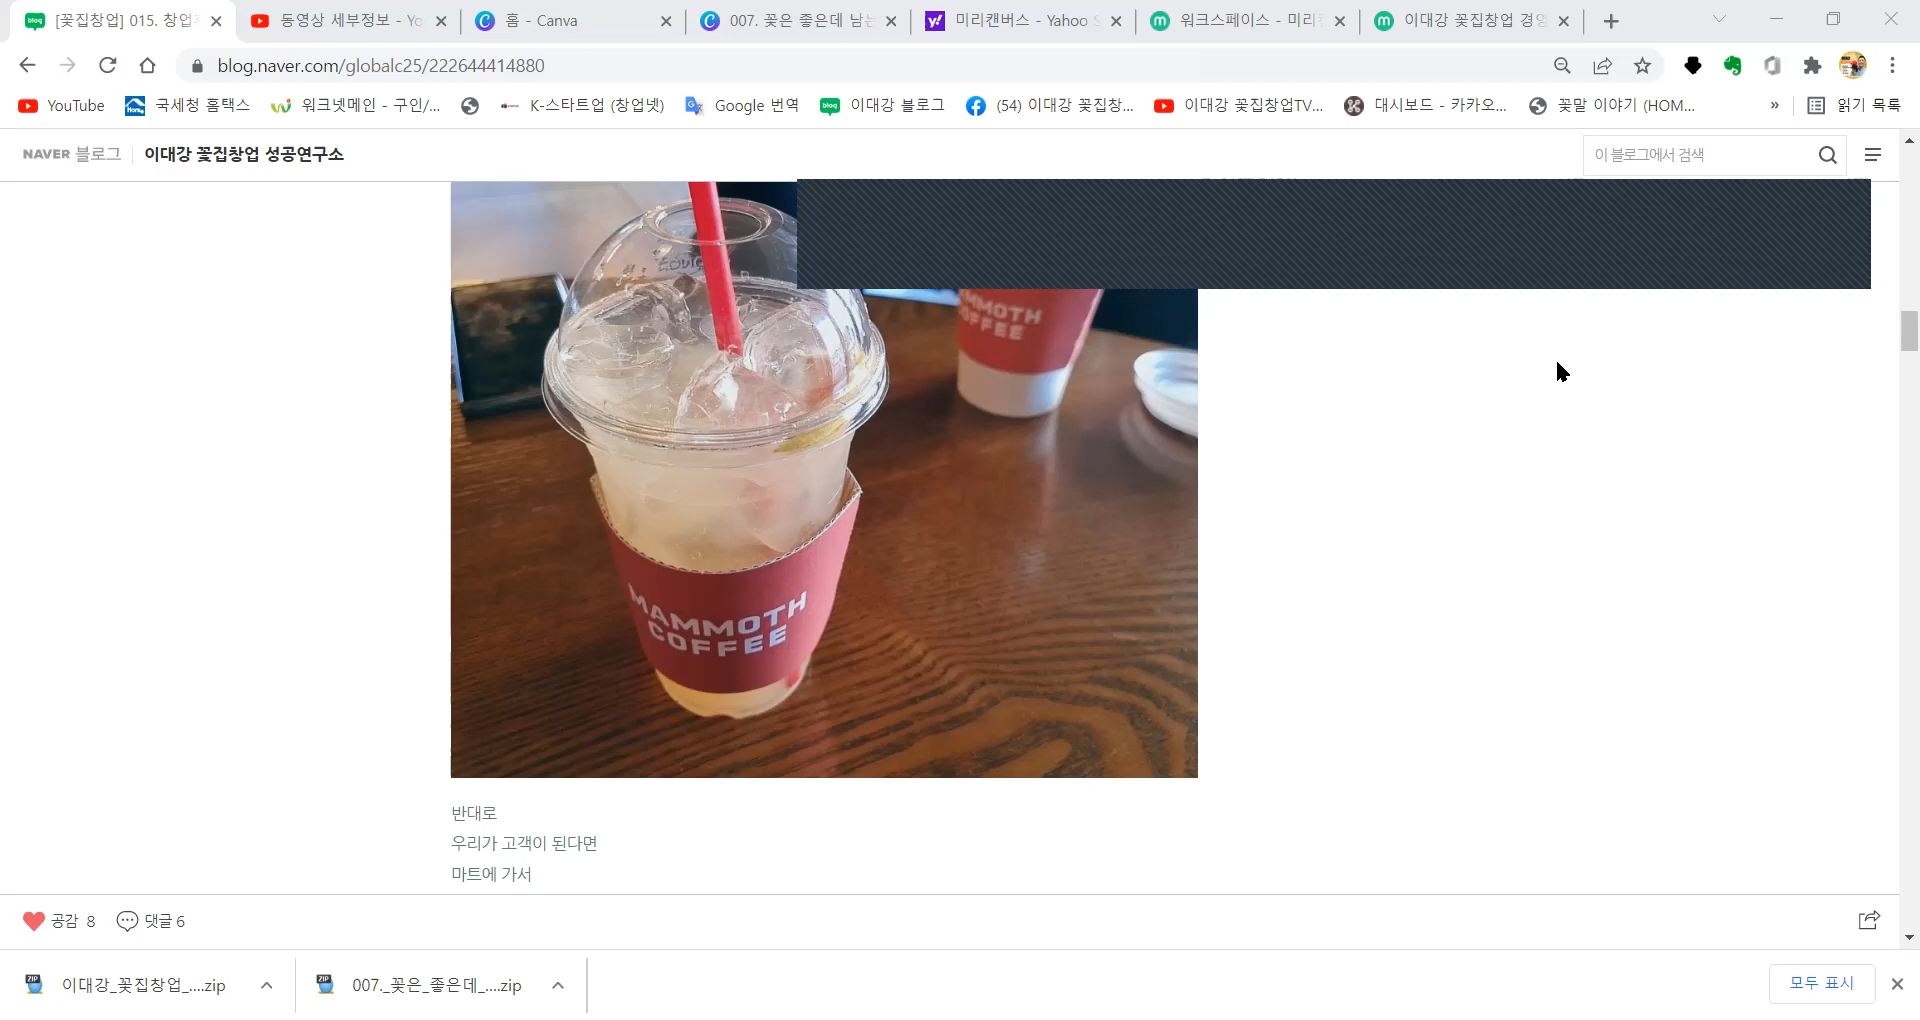 [꽃집창업] 015. 창업
동영상 세부정보 - Yo
홈 - Canva
007. 꽃은 좋은데 남는
미리캔버스 - Yahoo S
워크스페이스 - 미리
이대강 꽃집창업 경영
blog.naver.com/globalc25/222644414880
YouTube
국세청 홈택스
워크넷메인 - 구인/...
K-스타트업 (창업넷)
Google 번역
이대강 블로그
(54) 이대강 꽃집창...
이대강 꽃집창업TV...
대시보드 - 카카오...
꽃말 이야기 (HOM...
»
읽기 목록
NAVER 블로그
이대강 꽃집창업 성공연구소
이 블로그에서 검색
MMOTH
OFFEE
MAMMOTH
COFFEE
반대로
우리가 고객이 된다면
마트에 가서
공감 8
댓글 6
이대강_꽃집창업_....zip
007._꽃은_좋은데_....zip
모두 표시